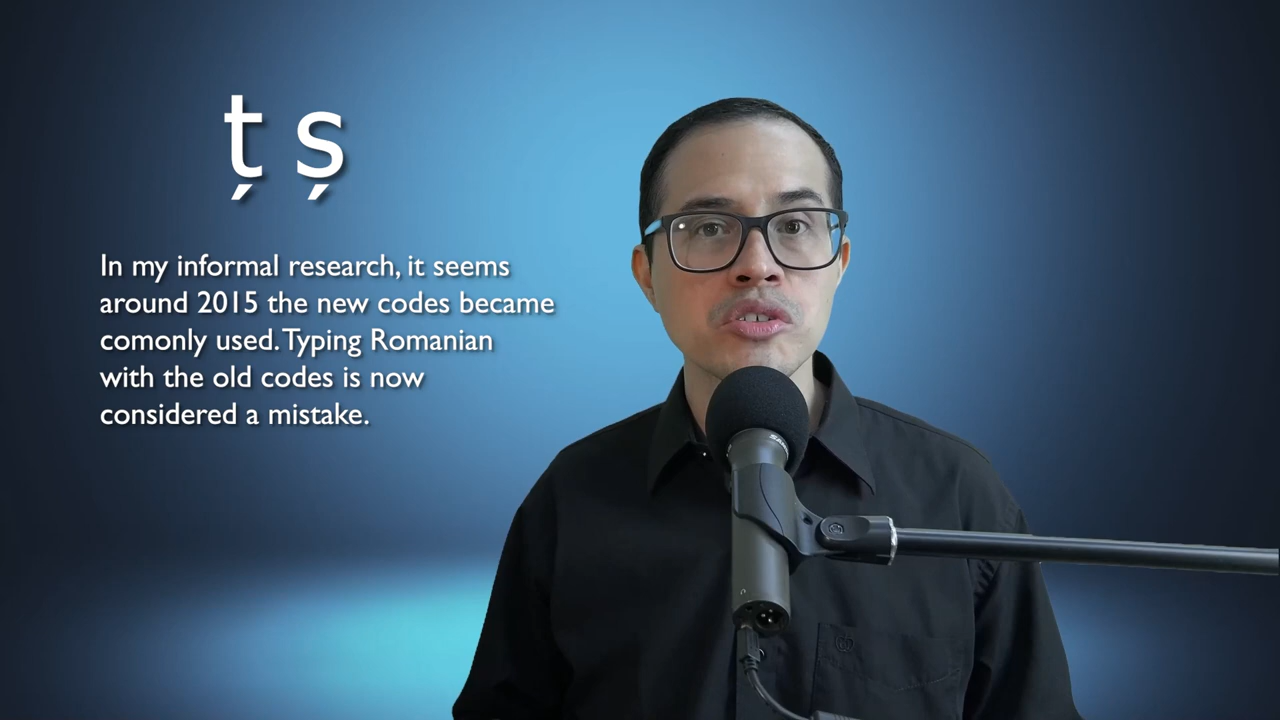 ț ș
In my informal research, it seems
around 2015 the new codes became
comonly used. Typing Romanian
with the old codes is now
considered a mistake.